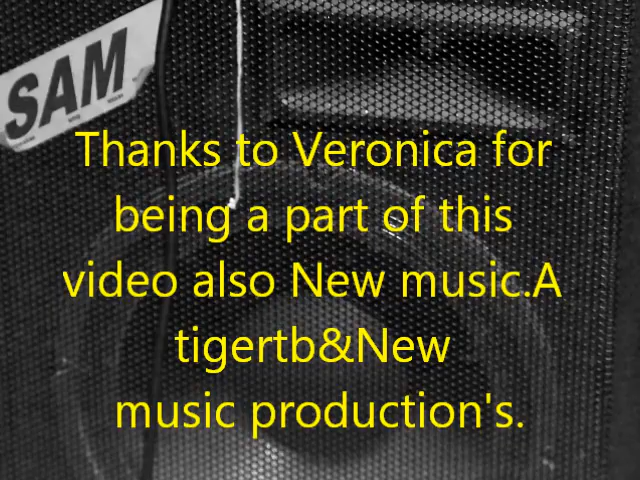 SAM
Thanks to Veronica for
being a part of this
video also New music.A
tigertb&New
music production's.